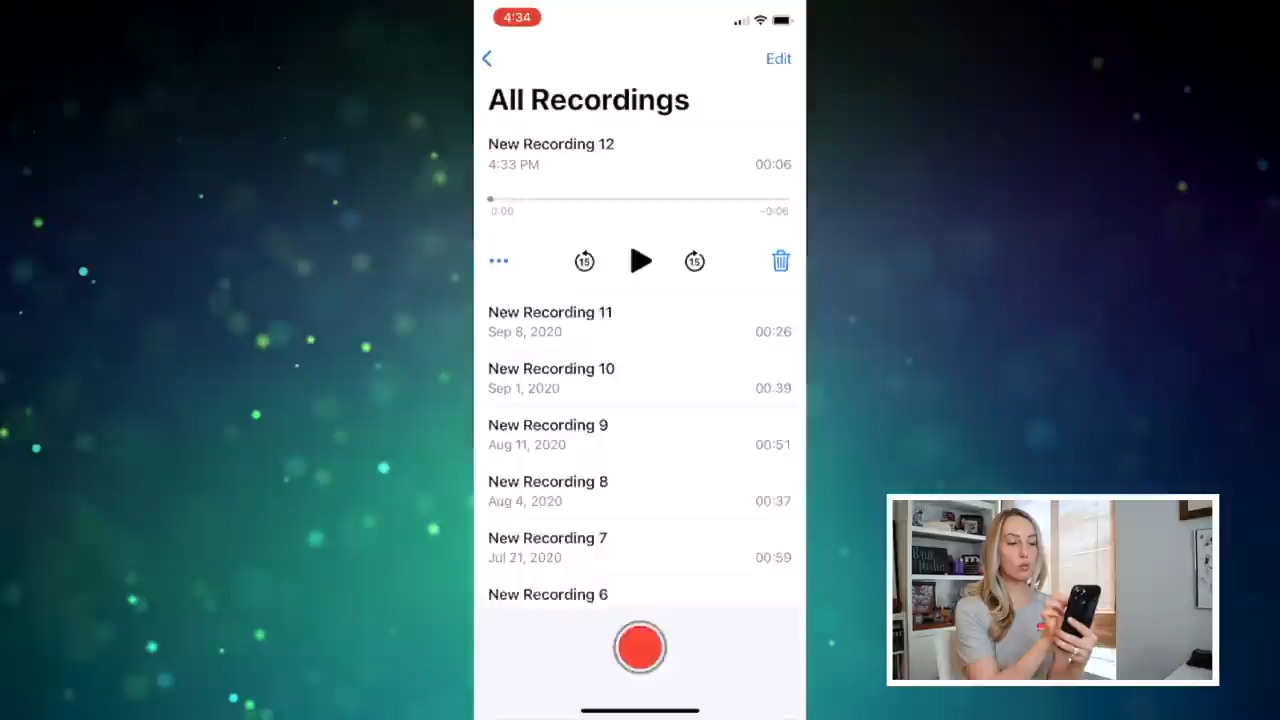 4:34
Edit
All Recordings
New Recording 12
4:33 PM
00:06
0:00
-0:06
15
15
New Recording 11
Sep 8, 2020
00:26
New Recording 10
Sep 1, 2020
00:39
New Recording 9
Aug 11, 2020
00:51
New Recording 8
Aug 4, 2020
00:37
New Recording 7
Jul 21, 2020
00:59
New Recording 6